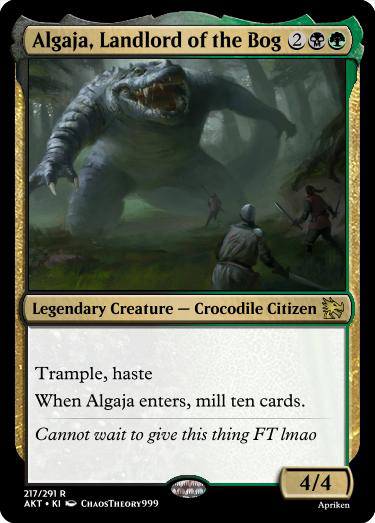 Algaja, Landlord of the Bog 2
Legendary Creature — Crocodile Citizen
Trample, haste
When Algaja enters, mill ten cards.
Cannot wait to give this thing FT lmao
4/4
217/291 R
AKT • KI ChaosTheory999
Apriken